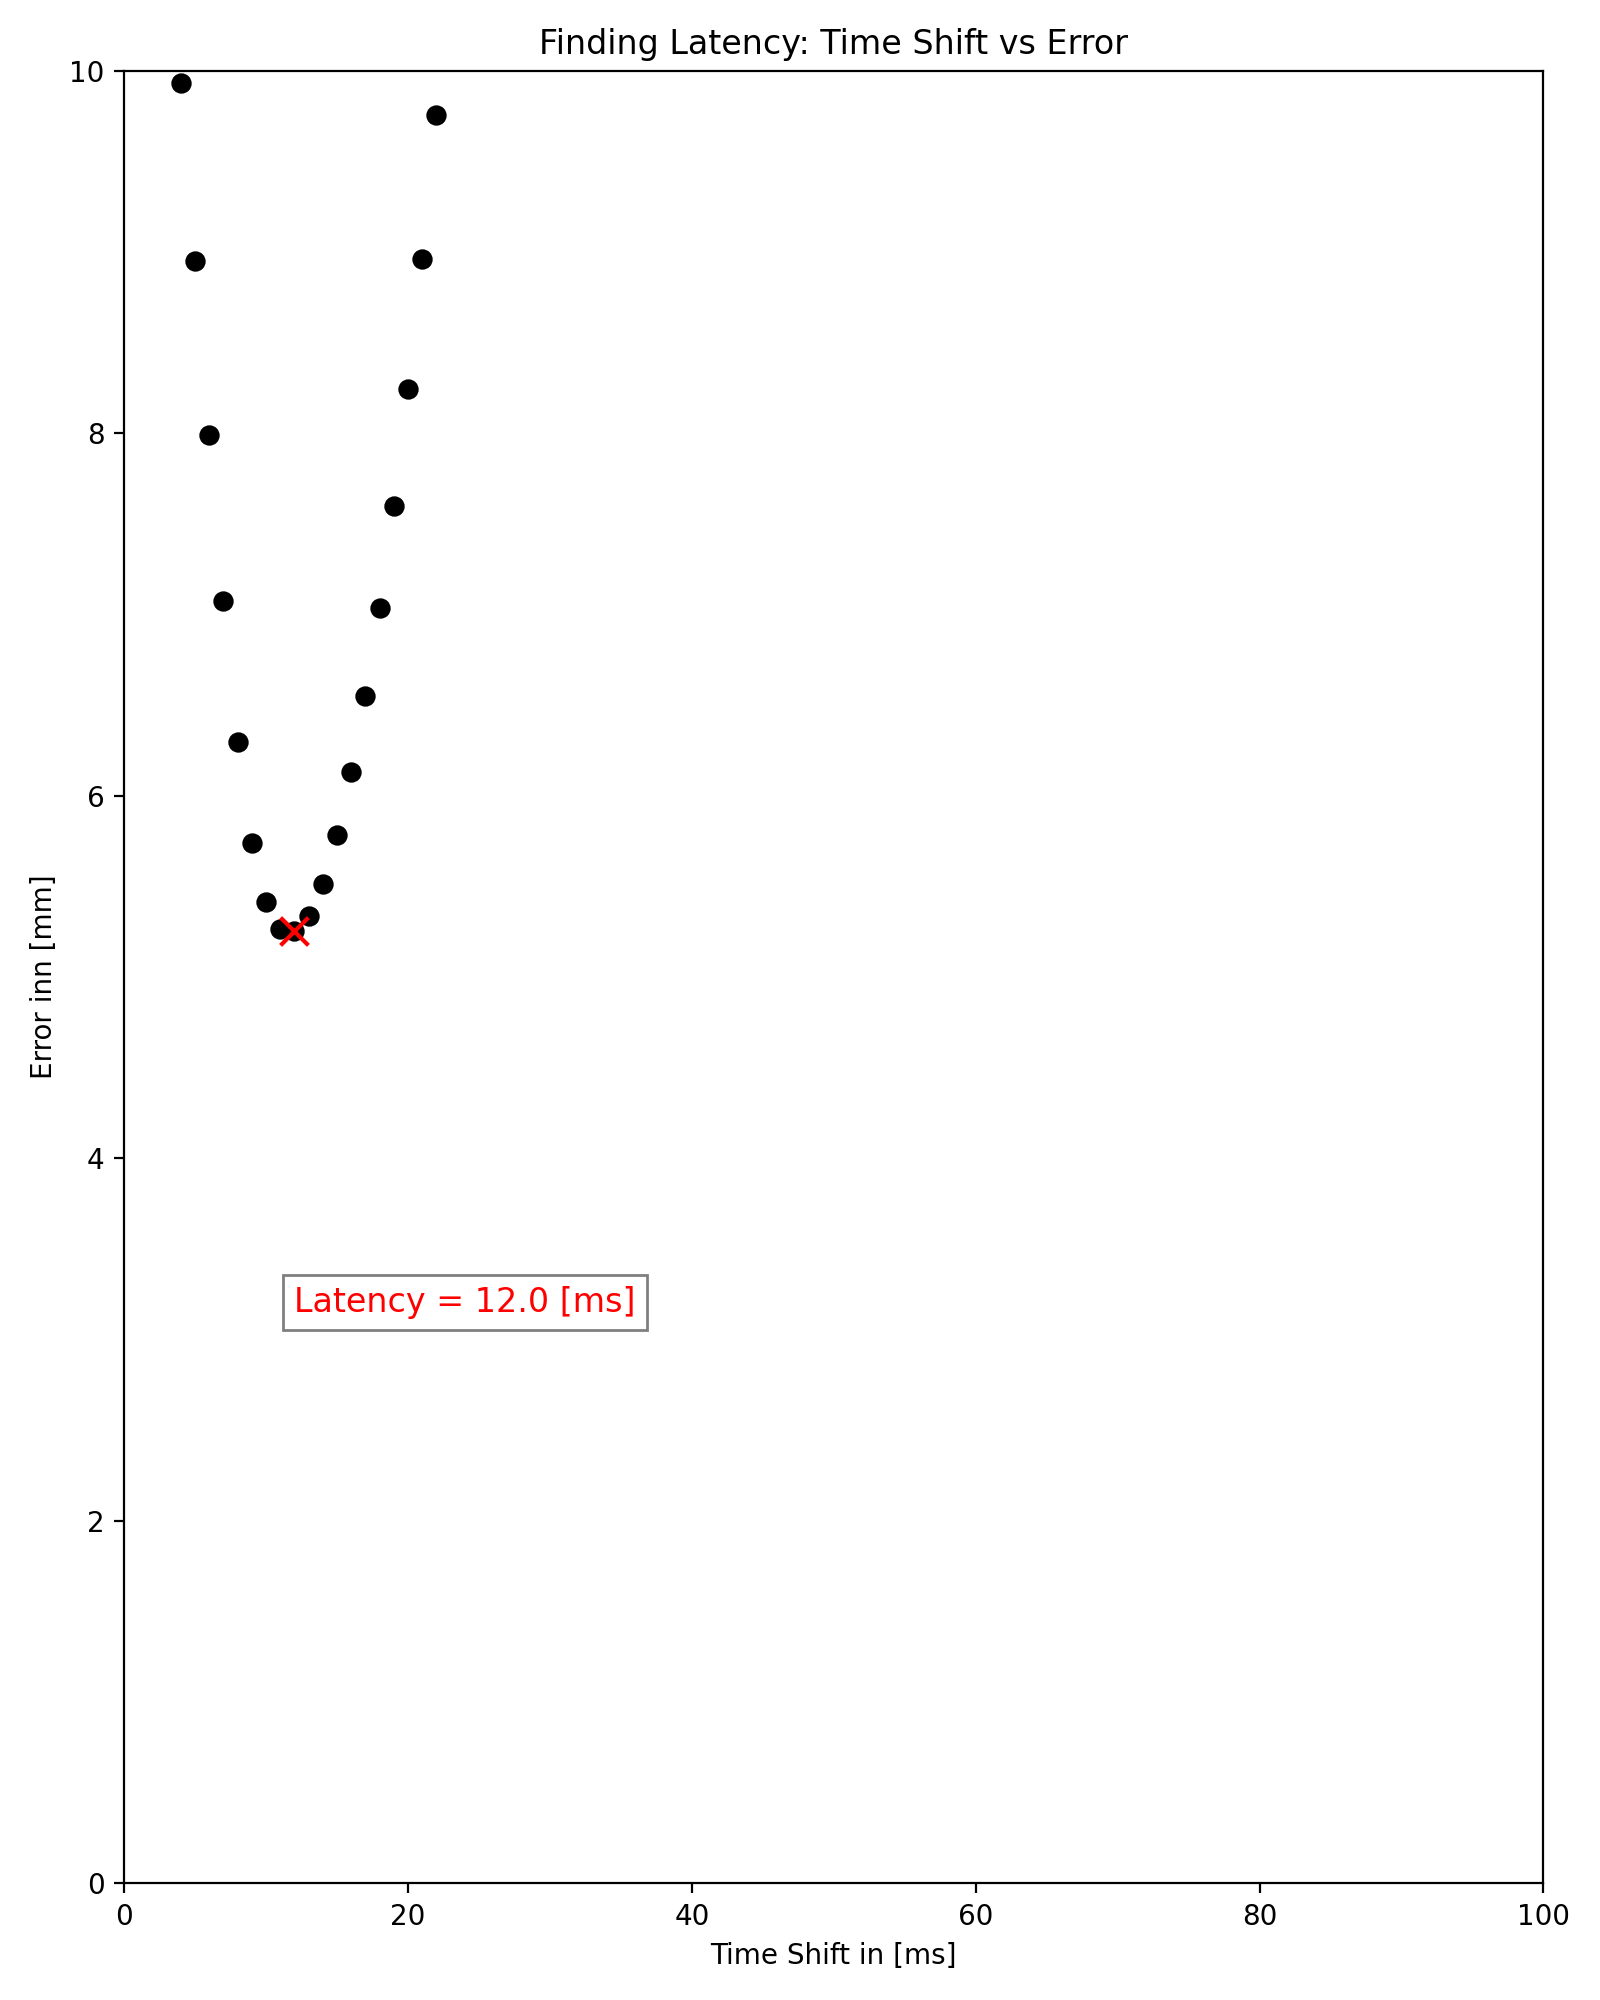 Finding Latency: Time Shift vs Error
10
8
6
4
2
0
Error inn [mm]
Latency = 12.0 [ms]
0 20 40 60 80 100
Time Shift in [ms]